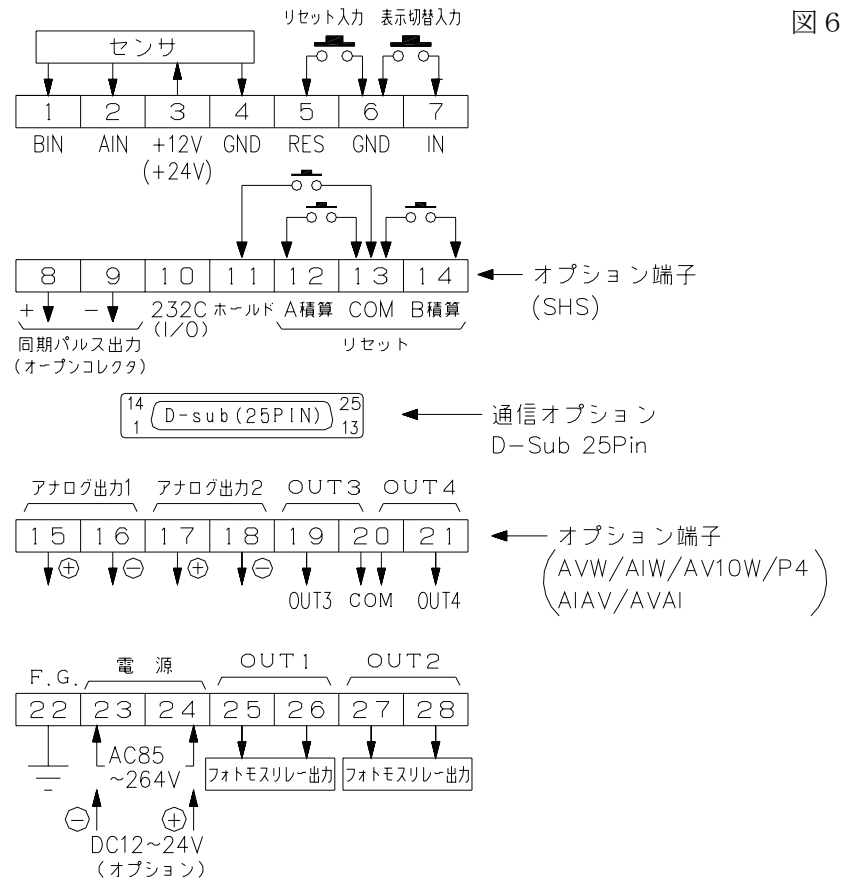 図6
リセット入力 表示切替入力
センサ
1 2 3 4 5 6 7
BIN AIN +12V GND RES GND IN
(+24V)
8 9 10 11 12 13 14
オプション端子
(SHS)
+ - 232C ホールド A積算 COM B積算
(I/O)
同期パルス出力 リセット
(オープンコレクタ)
14 D-sub(25PIN) 25
1 13
通信オプション
D-Sub 25Pin
アナログ出力1 アナログ出力2 OUT3 OUT4
15 16 17 18 19 20 21
オプション端子
+ - + -
OUT3 COM OUT4
(AVW/AIW/AV10W/P4
AIAV/AVAI)
F.G. 電源 OUT1 OUT2
22 23 24 25 26 27 28
AC85
~264V
フォトモスリレー出力 フォトモスリレー出力
- +
DC12~24V
(オプション)